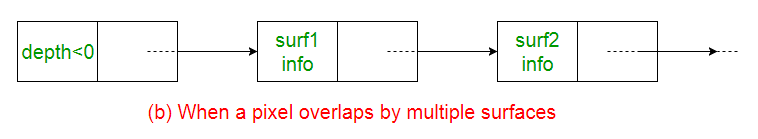 depth<0
surf1
info
surf2
info
(b) When a pixel overlaps by multiple surfaces